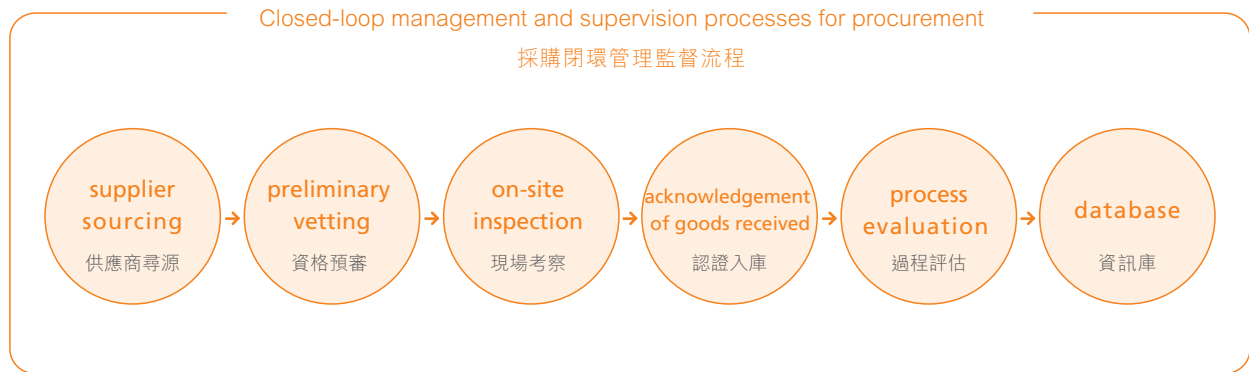 Closed-loop management and supervision processes for procurement
採購閉環管理監督流程
supplier
sourcing
供應商尋源
preliminary
vetting
資格預審
on-site
inspection
現場考察
acknowledgement
of goods received
認證入庫
process
evaluation
過程評估
database
資訊庫